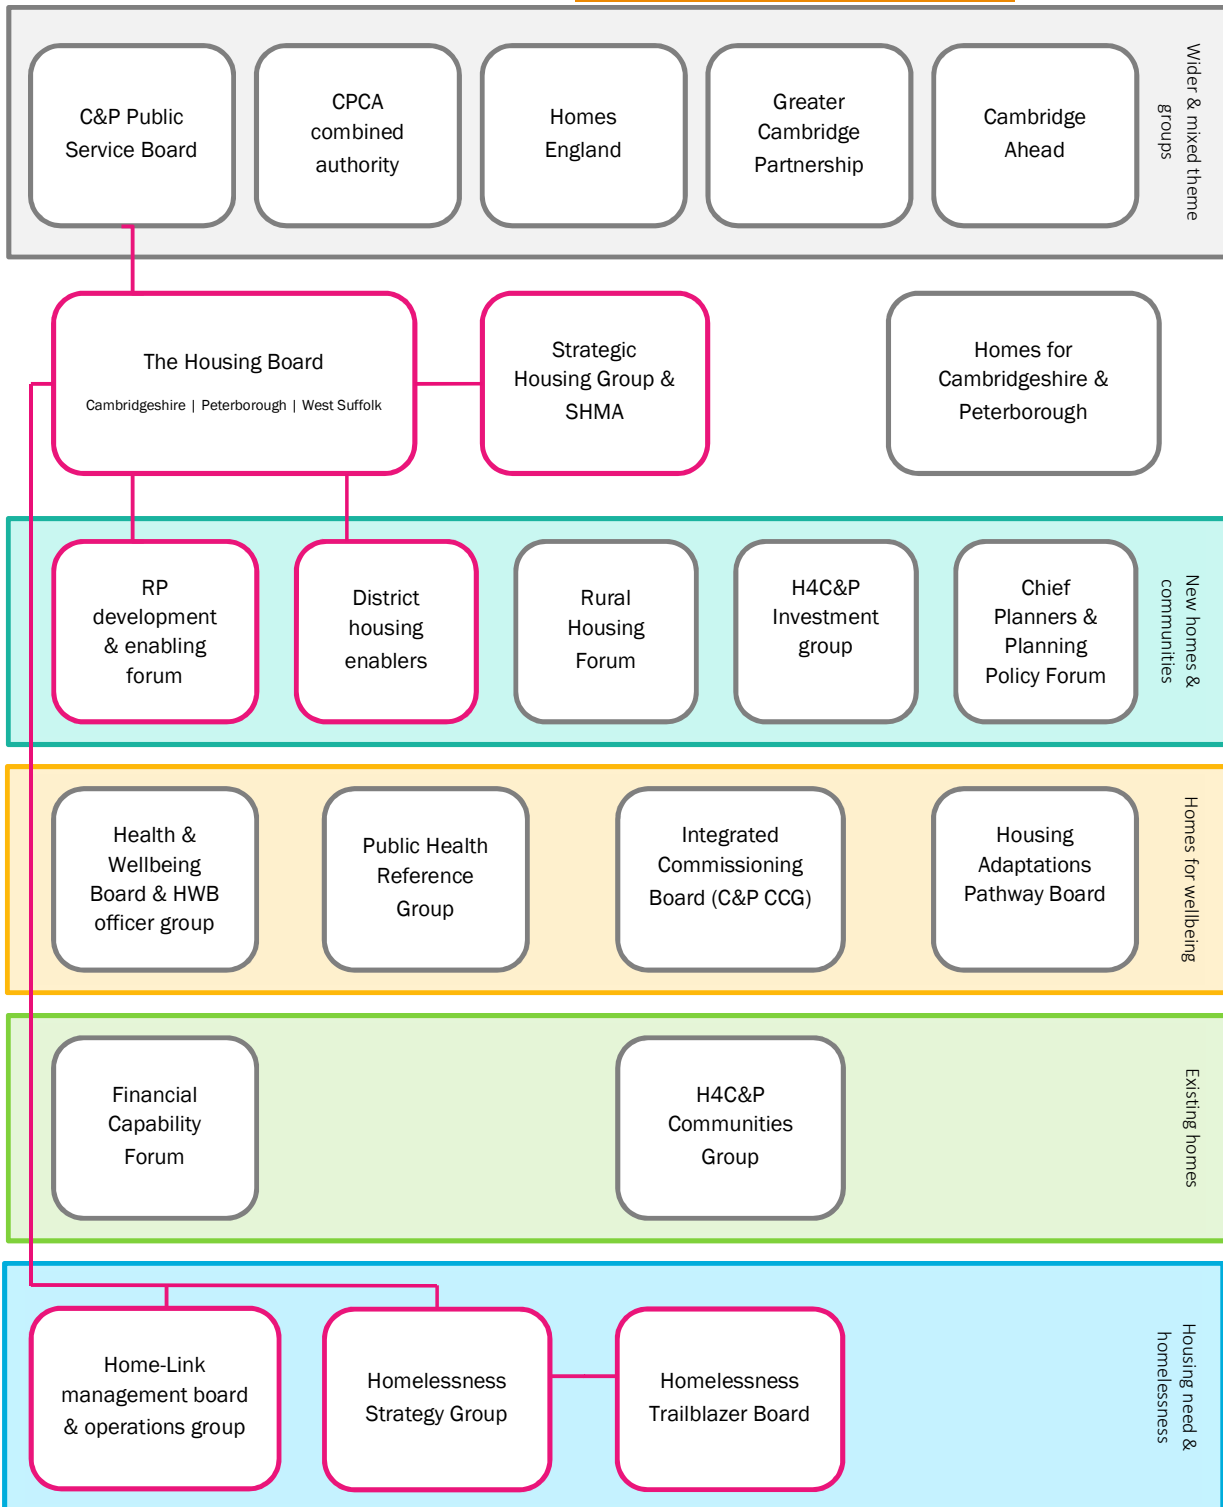 C&P Public
Service Board
CPCA
combined
authority
Homes
England
Greater
Cambridge
Partnership
Cambridge
Ahead
Wider & mixed theme
groups
The Housing Board
Cambridgeshire | Peterborough | West Suffolk
Strategic
Housing Group &
SHMA
Homes for
Cambridgeshire &
Peterborough
RP
development
& enabling
forum
District
housing
enablers
Rural
Housing
Forum
H4C&P
Investment
group
Chief
Planners &
Planning
Policy Forum
New homes &
communities
Health &
Wellbeing
Board & HWB
officer group
Public Health
Reference
Group
Integrated
Commissioning
Board (C&P CCG)
Housing
Adaptations
Pathway Board
Homes for wellbeing
Financial
Capability
Forum
H4C&P
Communities
Group
Existing homes
Home-Link
management board
& operations group
Homelessness
Strategy Group
Homelessness
Trailblazer Board
Housing need &
homelessness